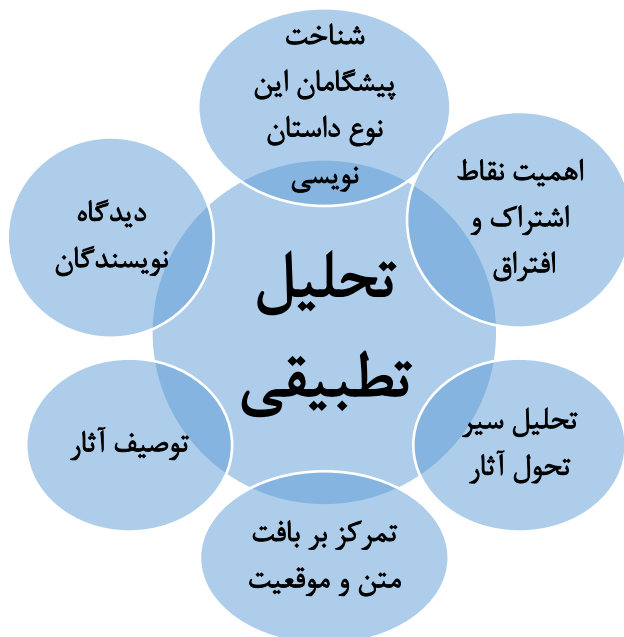 شناخت
پیشگامان این
نوع داستان
نویسی
اهمیت نقاط
اشتراک و
افتراق
تحلیل سیر
تحول آثار
تمرکز بر بافت
متن و موقعیت
توصیف آثار
دیدگاه
نویسندگان
تحلیل
تطبیقی